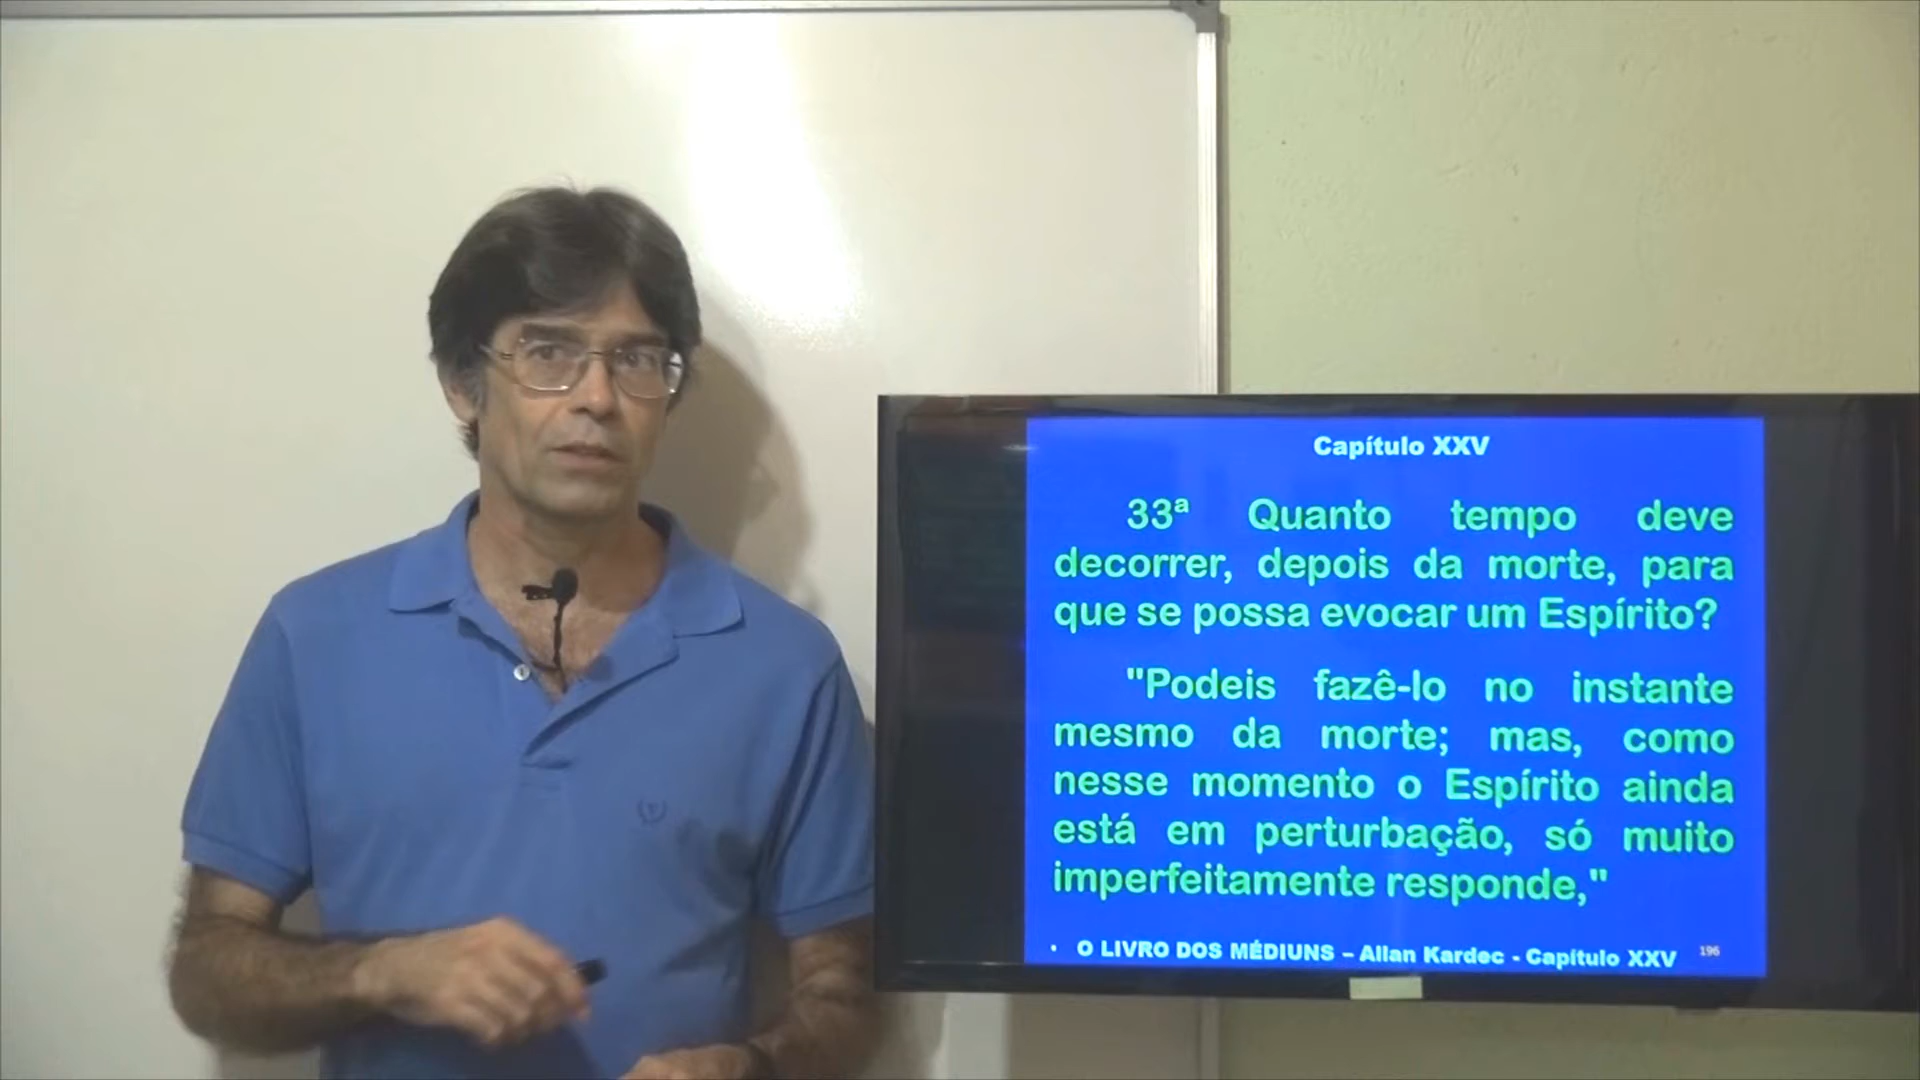 Capítulo XXV
33ª Quanto tempo deve
decorrer, depois da morte, para
que se possa evocar um Espírito?
"Podeis fazê-lo no instante
mesmo da morte; mas, como
nesse momento o Espírito ainda
está em perturbação, só muito
imperfeitamente responde,"
• O LIVRO DOS MÉDIUNS – Allan Kardec - Capítulo XXV 196